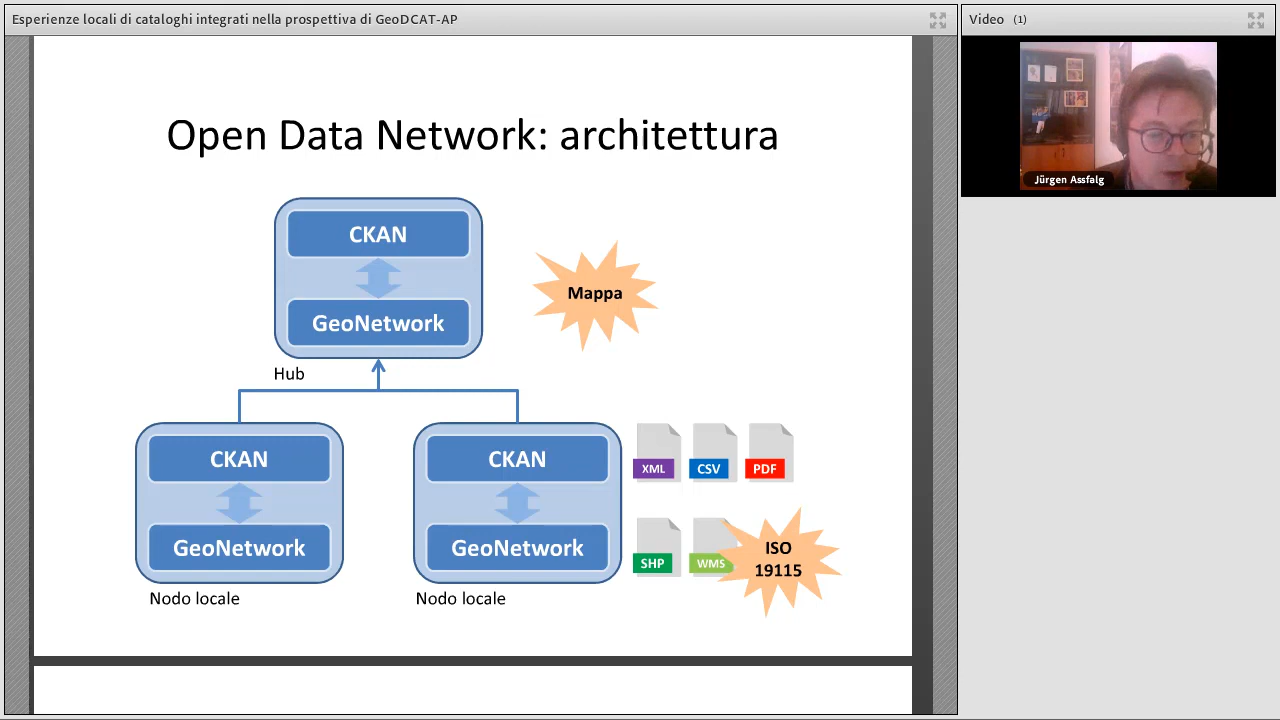 Esperienze locali di cataloghi integrati nella prospettiva di GeoDCAT-AP
Video (1)
Jürgen Assfalg
Open Data Network: architettura
CKAN
GeoNetwork
Mappa
Hub
CKAN
GeoNetwork
Nodo locale
CKAN
GeoNetwork
Nodo locale
XML
CSV
PDF
SHP
WMS
ISO
19115